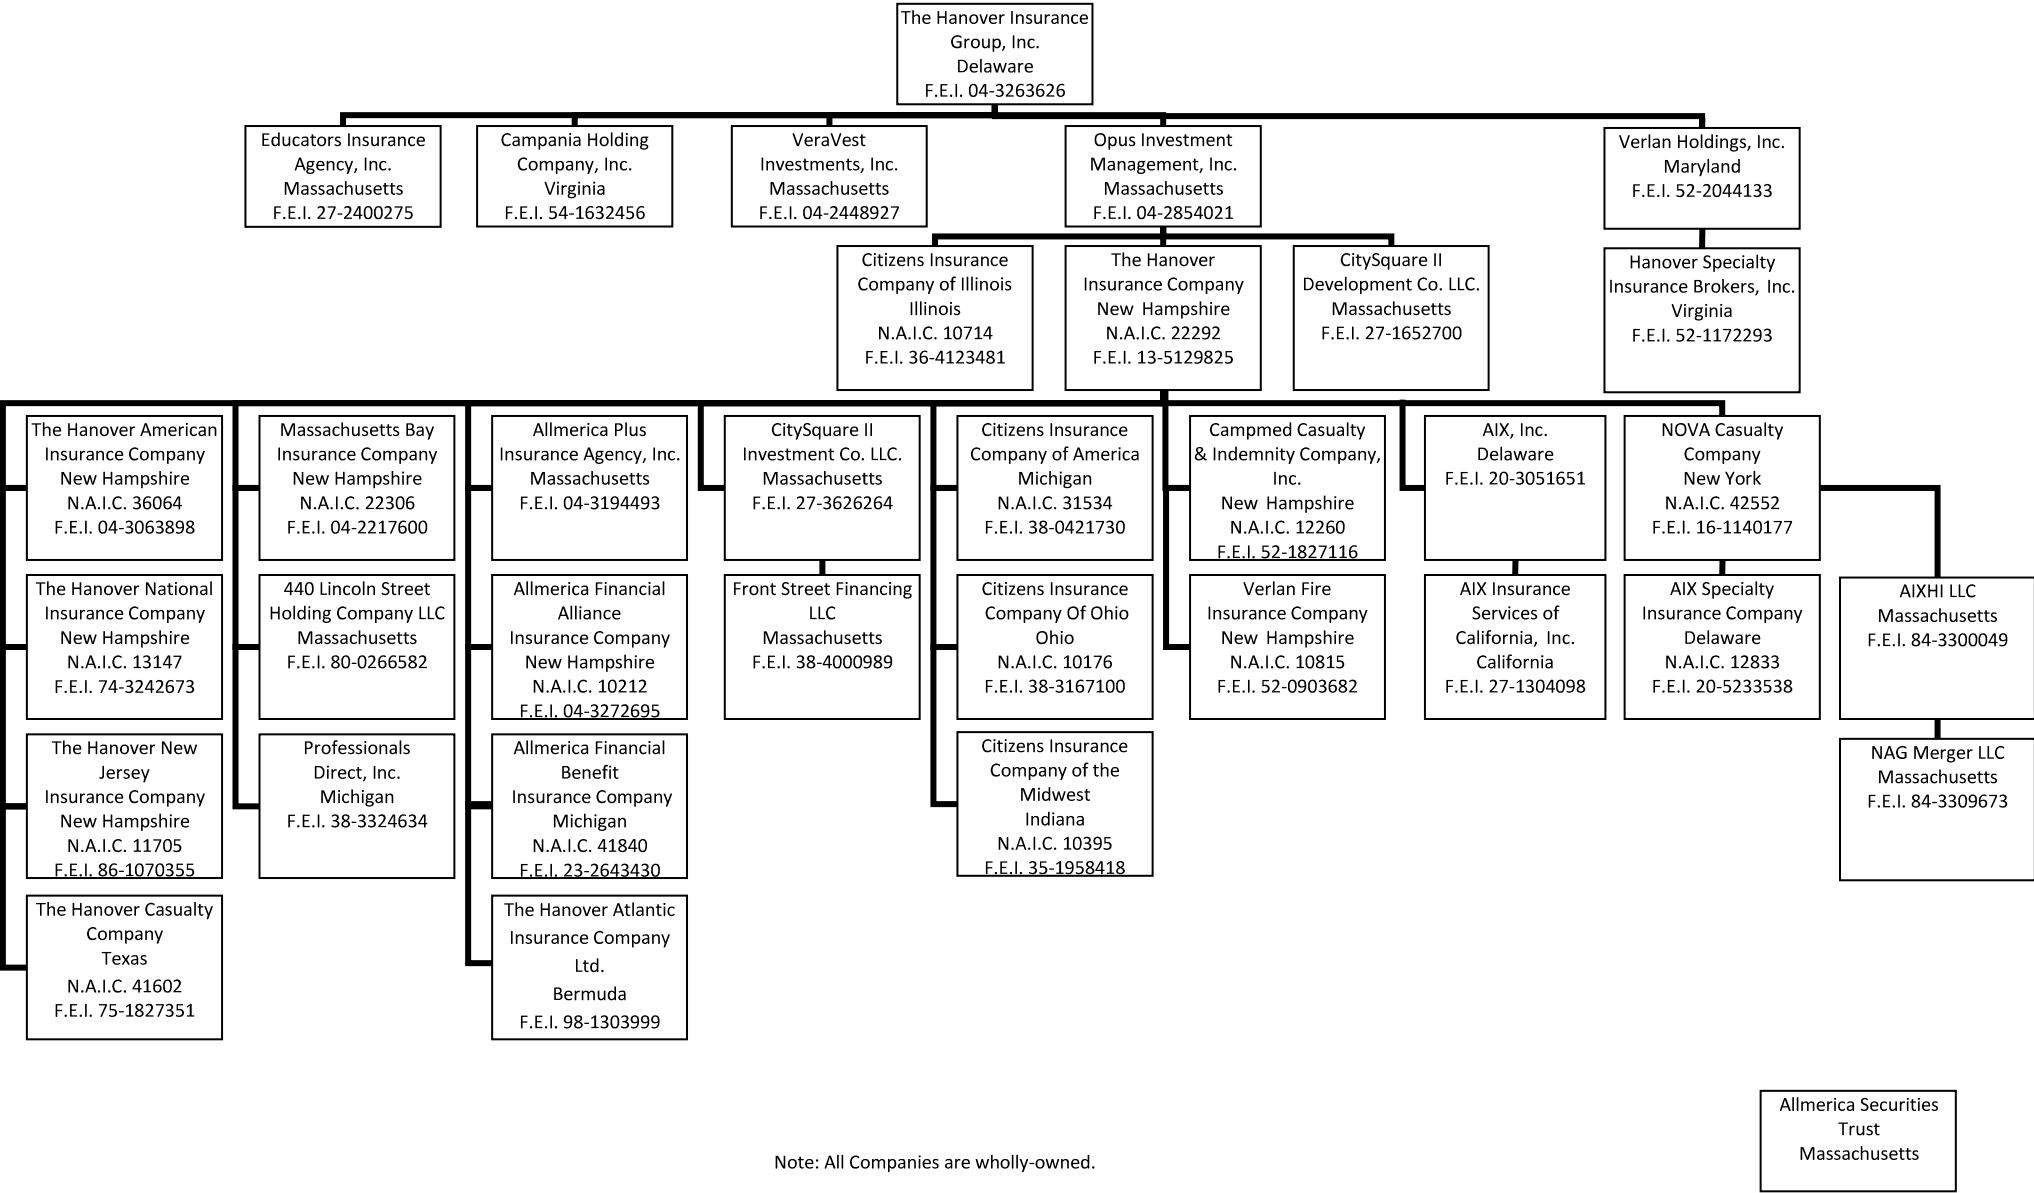 The Hanover Insurance
Group, Inc.
Delaware
F.E.I. 04-3263626
Educators Insurance
Agency, Inc.
Massachusetts
F.E.I. 27-2400275
Campania Holding
Company, Inc.
Virginia
F.E.I. 54-1632456
VeraVest
Investments, Inc.
Massachusetts
F.E.I. 04-2448927
Opus Investment
Management, Inc.
Massachusetts
F.E.I. 04-2854021
Verlan Holdings, Inc.
Maryland
F.E.I. 52-2044133
Citizens Insurance
Company of Illinois
Illinois
N.A.I.C. 10714
F.E.I. 36-4123481
The Hanover
Insurance Company
New Hampshire
N.A.I.C. 22292
F.E.I. 13-5129825
CitySquare II
Development Co. LLC.
Massachusetts
F.E.I. 27-1652700
Hanover Specialty
Insurance Brokers, Inc.
Virginia
F.E.I. 52-1172293
The Hanover American
Insurance Company
New Hampshire
N.A.I.C. 36064
F.E.I. 04-3063898
Massachusetts Bay
Insurance Company
New Hampshire
N.A.I.C. 22306
F.E.I. 04-2217600
Allmerica Plus
Insurance Agency, Inc.
Massachusetts
F.E.I. 04-3194493
CitySquare II
Investment Co. LLC.
Massachusetts
F.E.I. 27-3626264
Citizens Insurance
Company of America
Michigan
N.A.I.C. 31534
F.E.I. 38-0421730
Campmed Casualty
& Indemnity Company,
Inc.
New Hampshire
N.A.I.C. 12260
F.E.I. 52-1827116
AIX, Inc.
Delaware
F.E.I. 20-3051651
NOVA Casualty
Company
New York
N.A.I.C. 42552
F.E.I. 16-1140177
The Hanover National
Insurance Company
New Hampshire
N.A.I.C. 13147
F.E.I. 74-3242673
440 Lincoln Street
Holding Company LLC
Massachusetts
F.E.I. 80-0266582
Allmerica Financial
Alliance
Insurance Company
New Hampshire
N.A.I.C. 10212
F.E.I. 04-3272695
Front Street Financing
LLC
Massachusetts
F.E.I. 38-4000989
Citizens Insurance
Company Of Ohio
Ohio
N.A.I.C. 10176
F.E.I. 38-3167100
Verlan Fire
Insurance Company
New Hampshire
N.A.I.C. 10815
F.E.I. 52-0903682
AIX Insurance
Services of
California, Inc.
California
F.E.I. 27-1304098
AIX Specialty
Insurance Company
Delaware
N.A.I.C. 12833
F.E.I. 20-5233538
AIXHI LLC
Massachusetts
F.E.I. 84-3300049
The Hanover New
Jersey
Insurance Company
New Hampshire
N.A.I.C. 11705
F.E.I. 86-1070355
Professionals
Direct, Inc.
Michigan
F.E.I. 38-3324634
Allmerica Financial
Benefit
Insurance Company
Michigan
N.A.I.C. 41840
F.E.I. 23-2643430
Citizens Insurance
Company of the
Midwest
Indiana
N.A.I.C. 10395
F.E.I. 35-1958418
NAG Merger LLC
Massachusetts
F.E.I. 84-3309673
The Hanover Casualty
Company
Texas
N.A.I.C. 41602
F.E.I. 75-1827351
The Hanover Atlantic
Insurance Company
Ltd.
Bermuda
F.E.I. 98-1303999
Allmerica Securities
Trust
Massachusetts
Note: All Companies are wholly-owned.